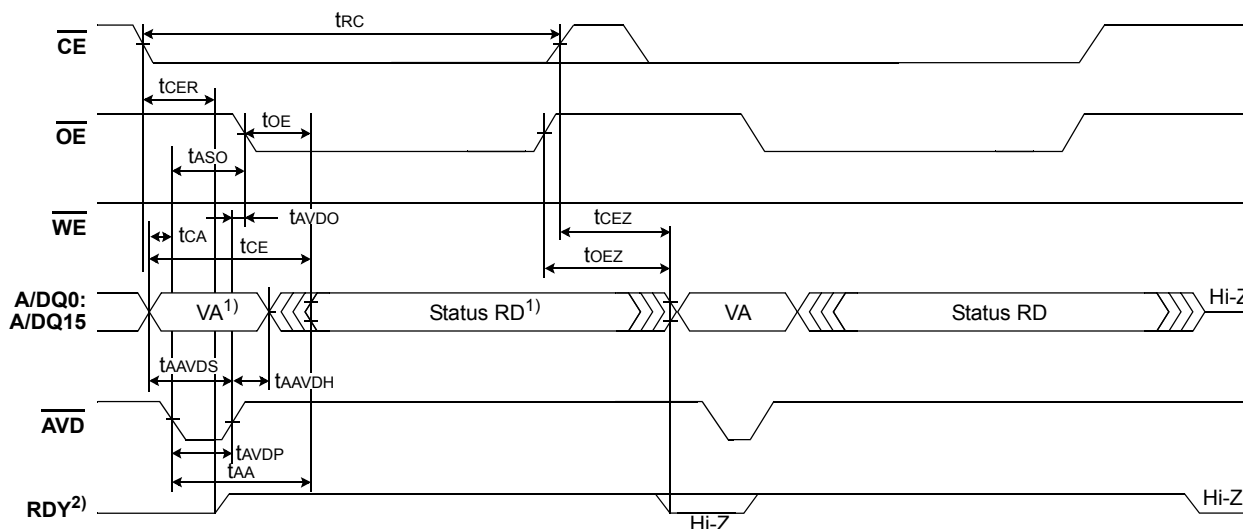 CE
tRC
tCER
OE
tOE
tASO
WE
tAVDO
tCA
tCE
tCEZ
tOEZ
A/DQ0:
A/DQ15
VA1)
Status RD1)
VA
Status RD
Hi-Z
tAAVDS
tAAVDH
AVD
tAVDP
tAA
RDY2)
Hi-Z
Hi-Z